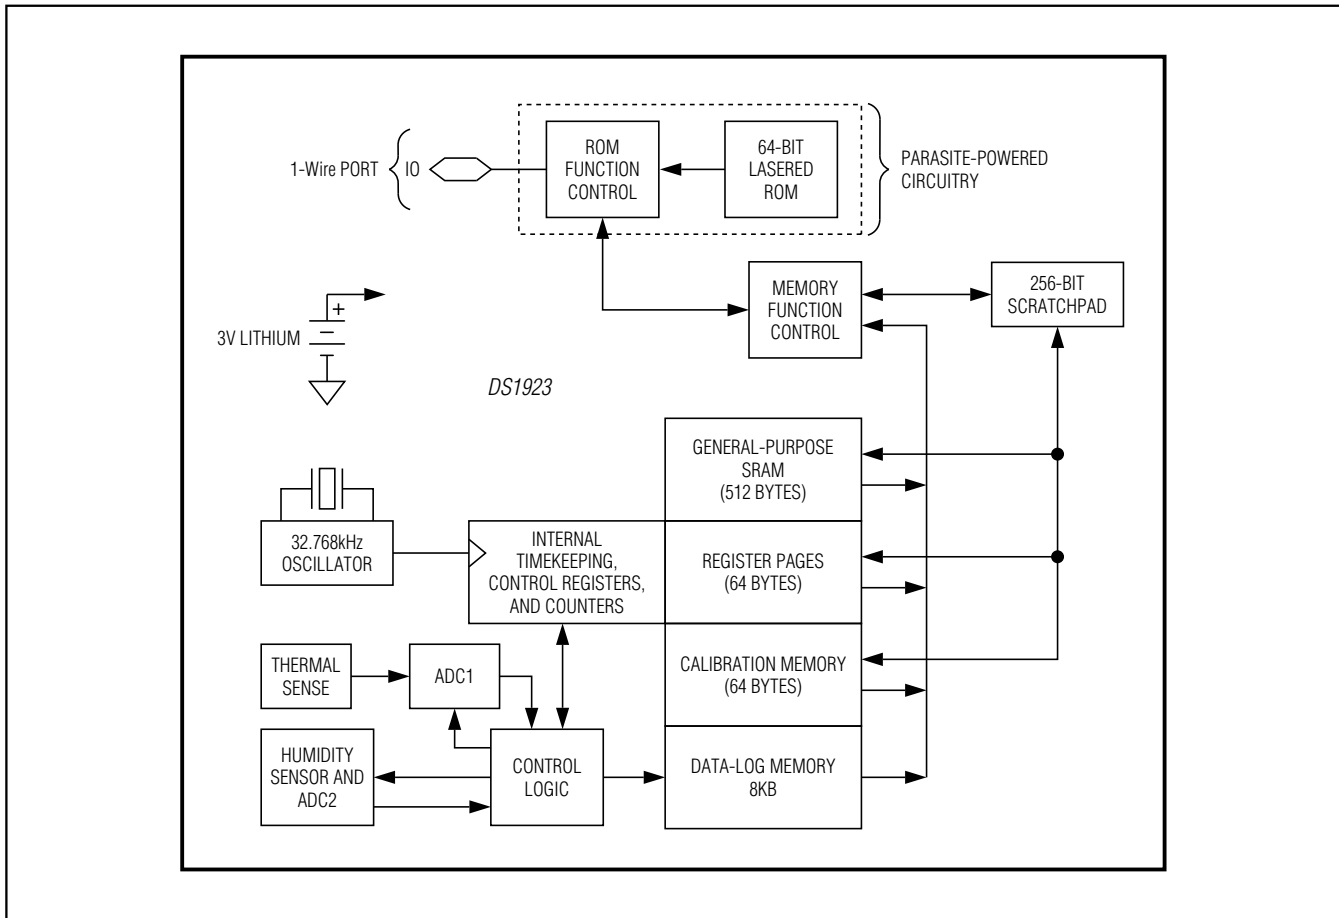 1-Wire PORT
IO
ROM
FUNCTION
CONTROL
64-BIT
LASERED
ROM
PARASITE-POWERED
CIRCUITRY
MEMORY
FUNCTION
CONTROL
256-BIT
SCRATCHPAD
+
3V LITHIUM
DS1923
GENERAL-PURPOSE
SRAM
(512 BYTES)
32.768kHz
OSCILLATOR
INTERNAL
TIMEKEEPING,
CONTROL REGISTERS,
AND COUNTERS
REGISTER PAGES
(64 BYTES)
THERMAL
SENSE
ADC1
CALIBRATION MEMORY
(64 BYTES)
HUMIDITY
SENSOR AND
ADC2
CONTROL
LOGIC
DATA-LOG MEMORY
8KB